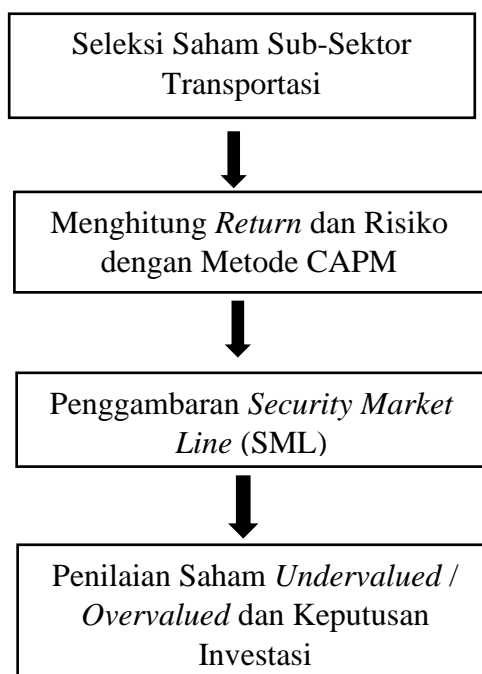 Seleksi Saham Sub-Sektor
Transportasi
Menghitung Return dan Risiko
dengan Metode CAPM
Penggambaran Security Market
Line (SML)
Penilaian Saham Undervalued /
Overvalued dan Keputusan
Investasi